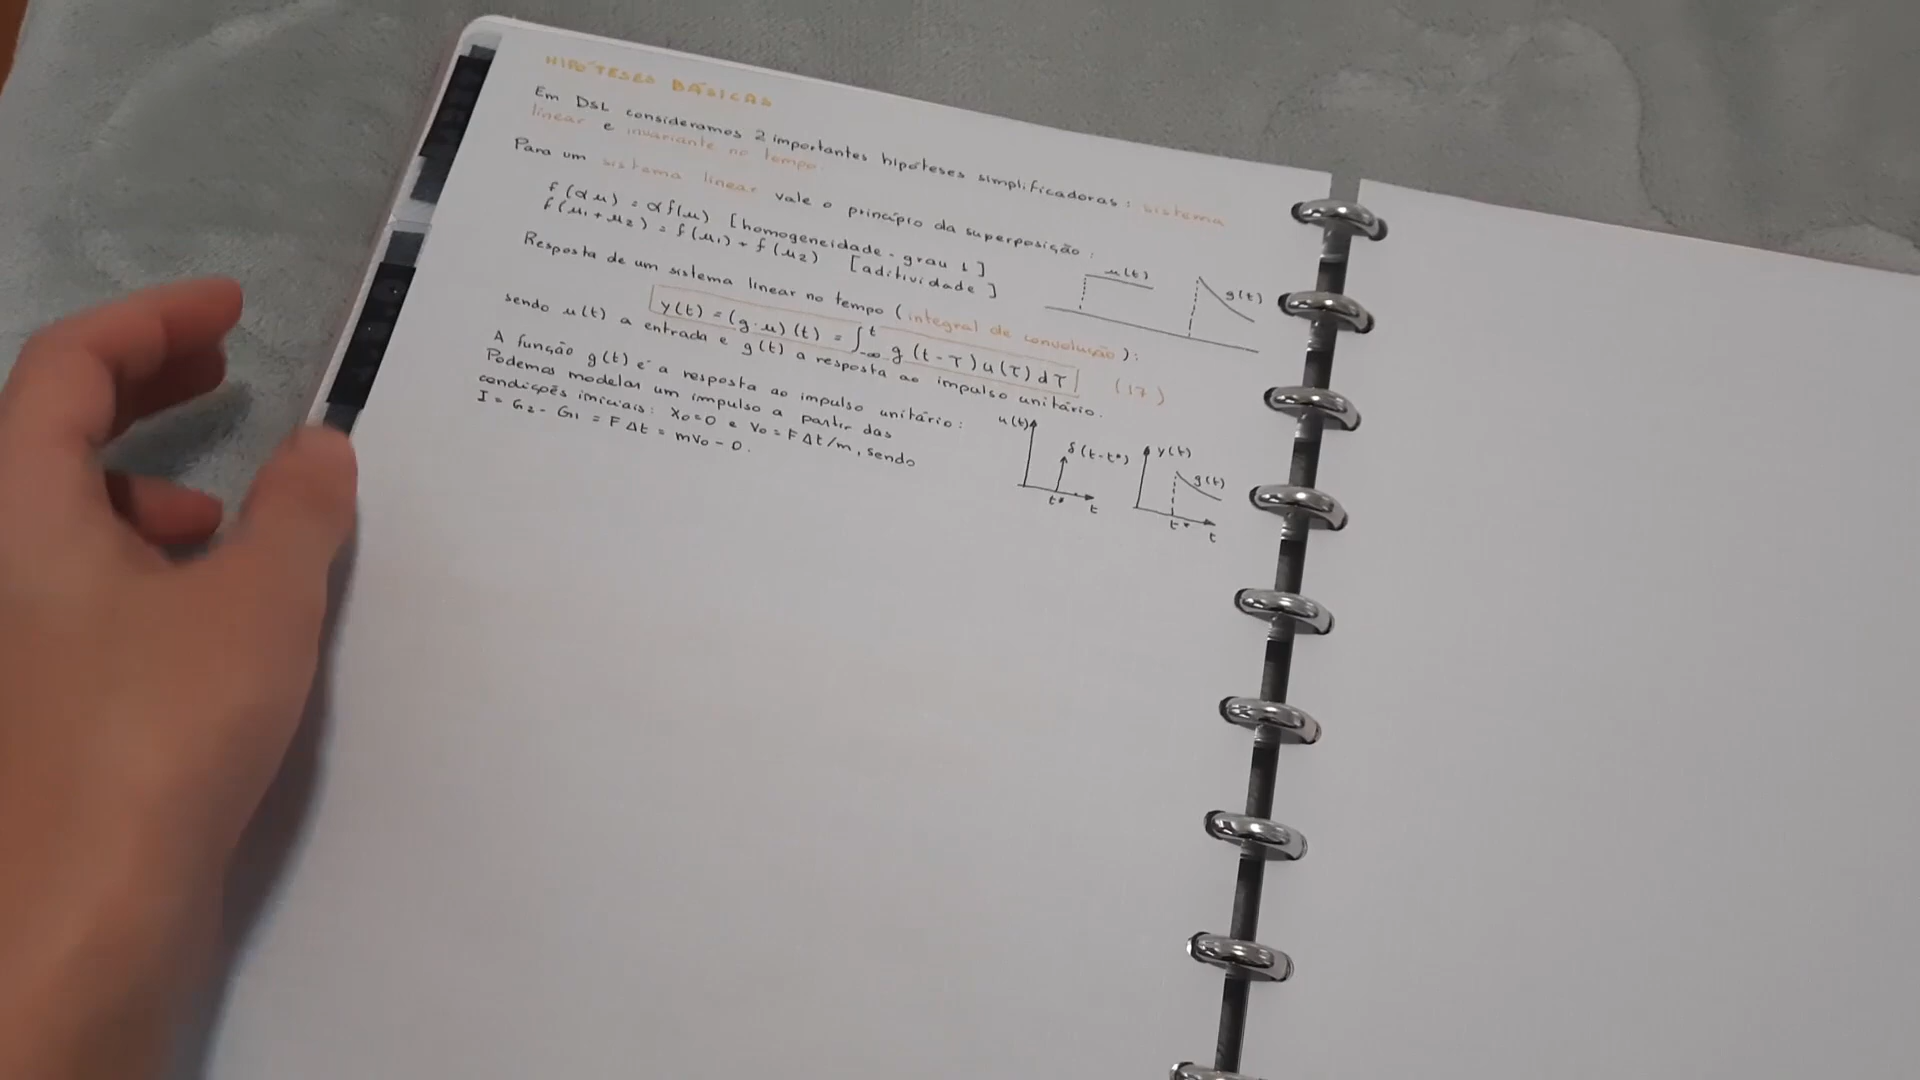 HIPÓTESES BÁSICAS
Em DSL consideramos 2 importantes hipóteses simplificadoras: sistema
linear e invariante no tempo.
Para um sistema linear vale o princípio da superposição:
f(αu) = αf(u) [homogeneidade - grau 1]
f(u₁+u₂) = f(u₁) + f(u₂) [aditividade]
u(t)
g(t)
Resposta de um sistema linear no tempo (integral de convolução):
y(t) = (g·u)(t) = ∫_{-∞}^{t} g(t-τ)u(τ)dτ (17)
sendo u(t) a entrada e g(t) a resposta ao impulso unitário.
A função g(t) é a resposta ao impulso unitário:
Podemos modelar um impulso a partir das
condições iniciais: x₀=0 e v₀=FΔt/m, sendo
I = G₂ - G₁ = FΔt = mv₀ - 0.
u(t)
δ(t-t*)
t*
t
y(t)
g(t)
t*
t